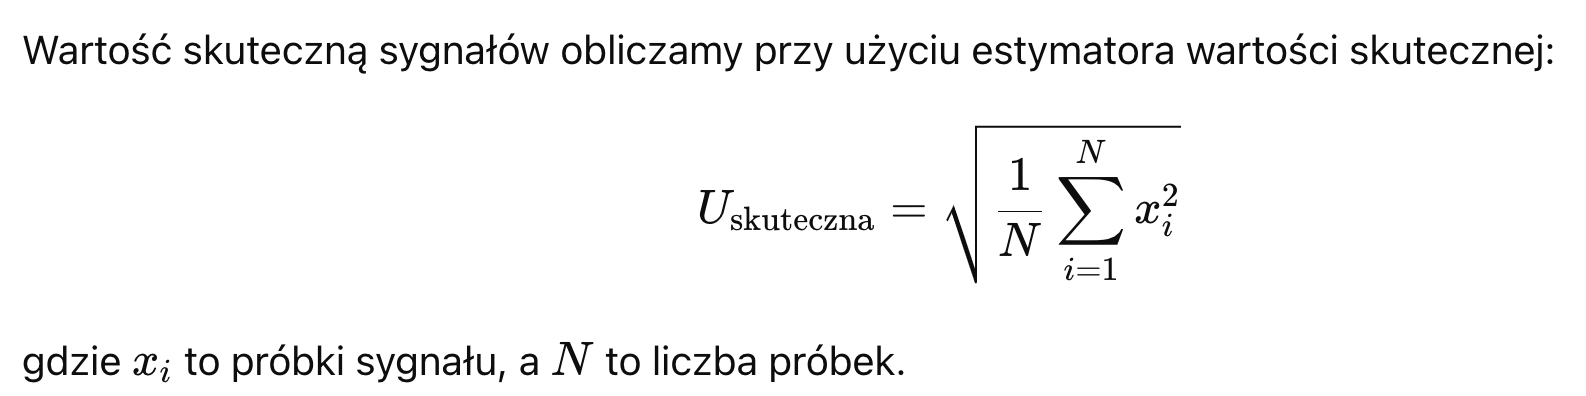 Wartość skuteczną sygnałów obliczamy przy użyciu estymatora wartości skutecznej:
$U_{\text{skuteczna}} = \sqrt{\frac{1}{N} \sum_{i=1}^{N} x_i^2}$
gdzie $x_i$ to próbki sygnału, a $N$ to liczba próbek.